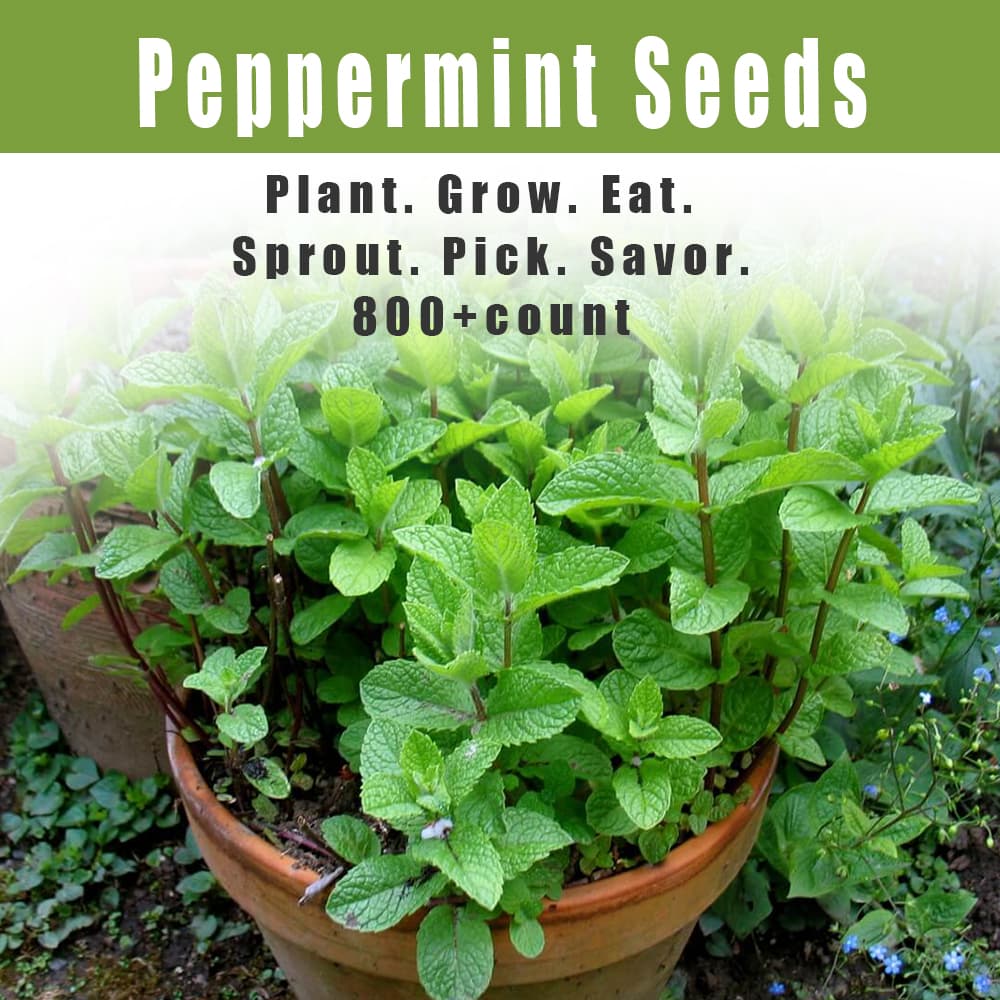 Peppermint Seeds
Plant. Grow. Eat.
Sprout. Pick. Savor.
800+count